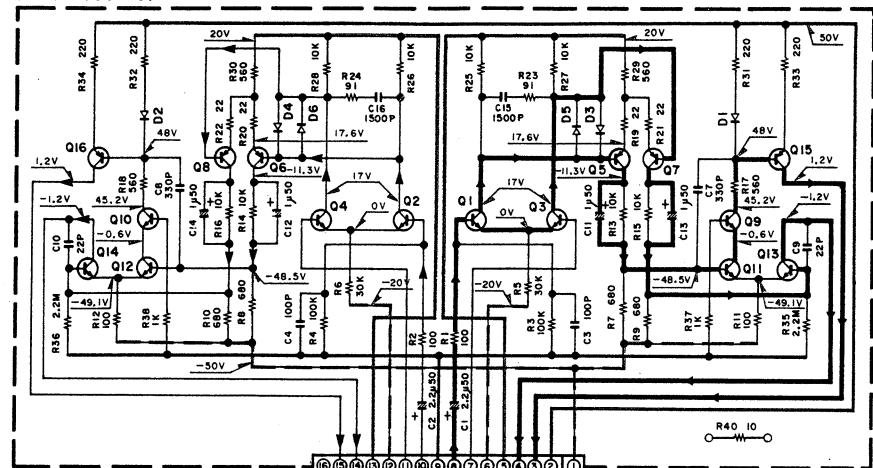 20V
20V
50V
220
R34
220
R32
R30
560
10K
R28
R24
91
10K
R26
C16
1500P
10K
R25
R23
91
C15
1500P
10K
R27
R29
560
220
R31
220
R33
D2
48V
22
R22
22
R20
D4
D6
D5
D3
22
R19
22
R21
D1
48V
17.6V
17.6V
Q16
1.2V
Q8
Q6
-11.3V
-11.3V
Q5
Q7
Q15
1.2V
R18
560
C8
330P
17V
17V
C7
330P
R17
560
-1.2V
45.2V
Q10
1µ50
C14
10K
R16
10K
R14
1µ50
C12
Q4
Q2
Q1
Q3
1µ50
C11
10K
R13
10K
R15
1µ50
C13
45.2V
Q9
-1.2V
C10
22P
-0.6V
0V
0V
-0.6V
C9
22P
Q14
Q12
-48.5V
-48.5V
Q11
Q13
-49.1V
-49.1V
2.2M
R36
R12
100
R38
1K
R10
680
680
R8
C4
100P
100K
R4
R6
30K
-20V
-20V
R5
30K
R2
100
R1
100
R3
100K
C3
100P
R7
680
R9
680
R37
1K
R11
100
R35
2.2M
-50V
C2
2.2µ50
C1
2.2µ50
R40 10
16 15 14 13 12 11 10 9 8 7 6 5 4 3 2 1